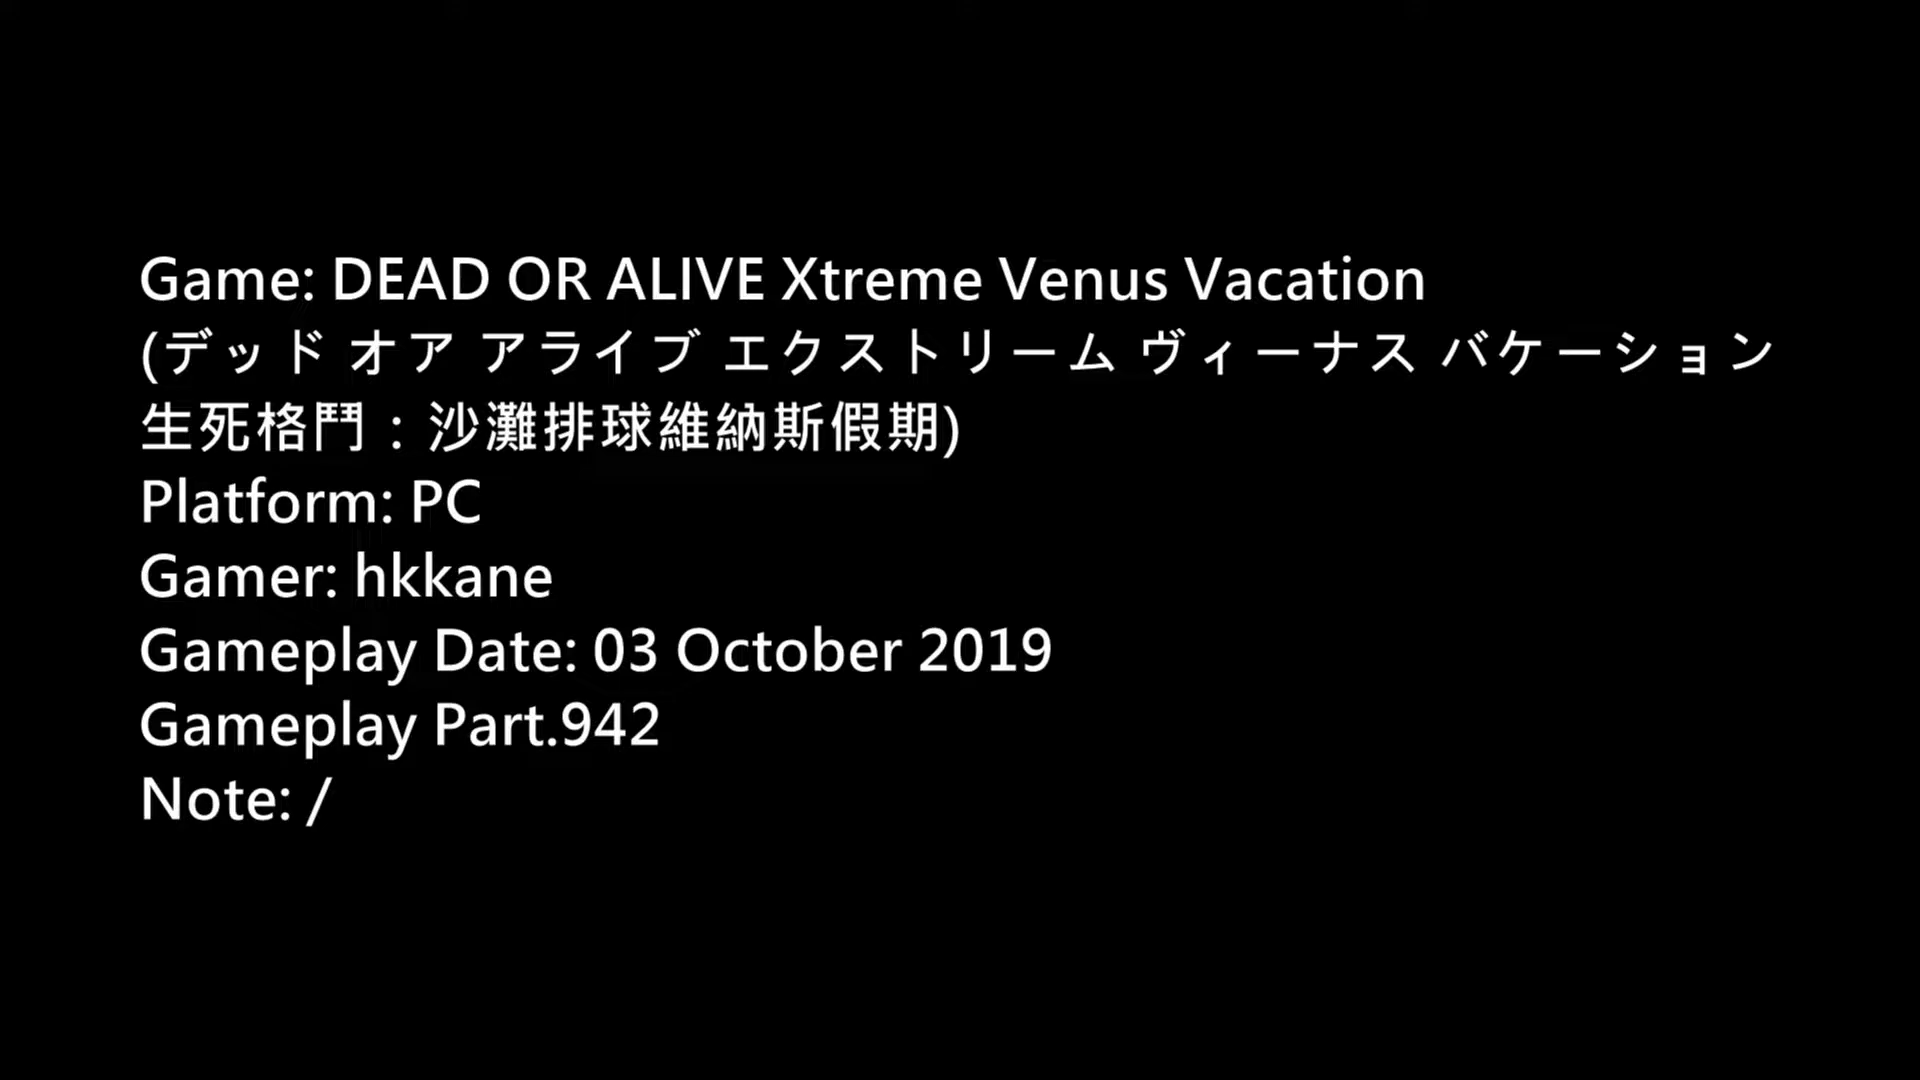 Game: DEAD OR ALIVE Xtreme Venus Vacation
(デッド オア アライブ エクストリーム ヴィーナス バケーション
生死格鬥：沙灘排球維納斯假期)
Platform: PC
Gamer: hkkane
Gameplay Date: 03 October 2019
Gameplay Part.942
Note: /